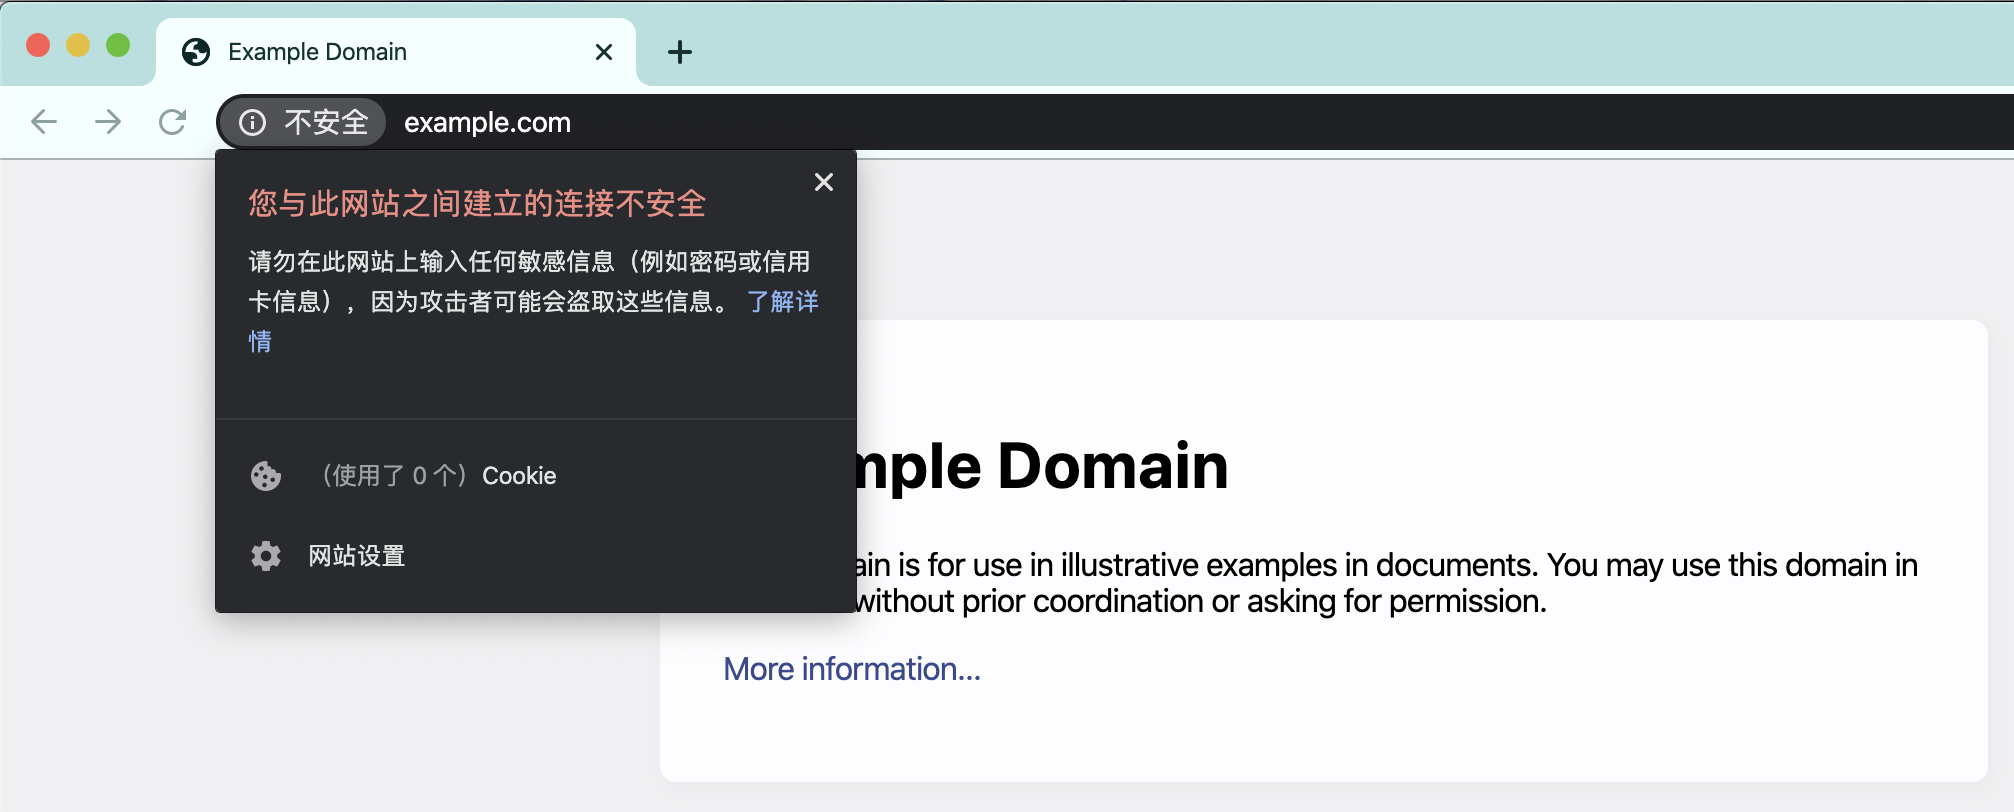 Example Domain
不安全 example.com
您与此网站之间建立的连接不安全
请勿在此网站上输入任何敏感信息（例如密码或信用
卡信息），因为攻击者可能会盗取这些信息。 了解详
情
（使用了 0 个）Cookie
网站设置
mple Domain
ain is for use in illustrative examples in documents. You may use this domain in
without prior coordination or asking for permission.
More information...